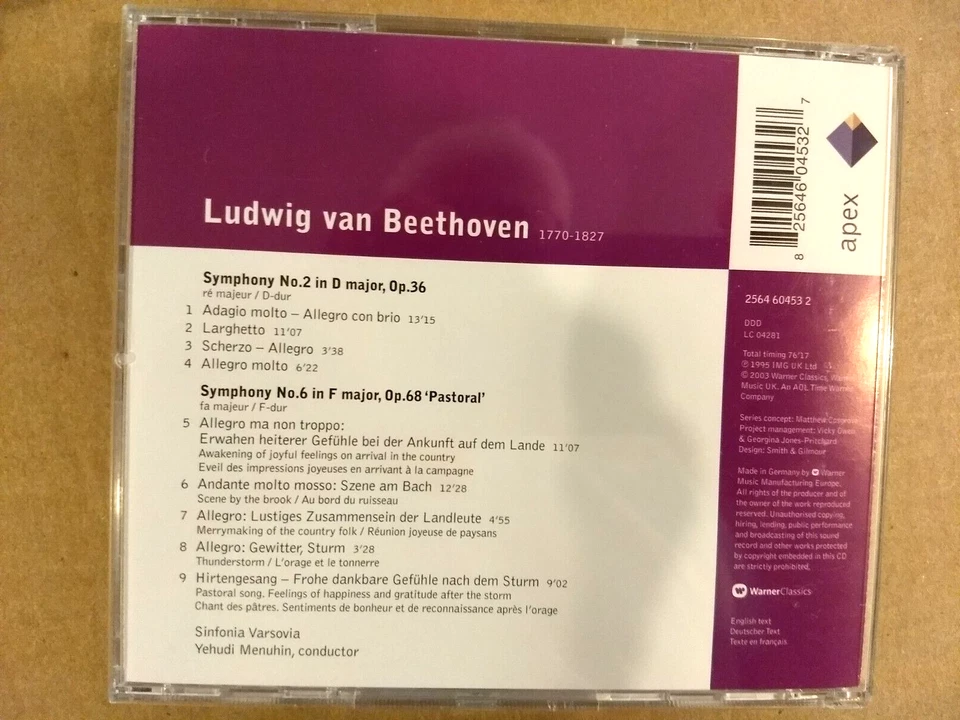 Ludwig van Beethoven 1770-1827
Symphony No.2 in D major, Op.36
ré majeur / D-dur
1 Adagio molto – Allegro con brio 13'15
2 Larghetto 11'07
3 Scherzo – Allegro 3'38
4 Allegro molto 6'22
Symphony No.6 in F major, Op.68 'Pastoral'
fa majeur / F-dur
5 Allegro ma non troppo:
Erwahen heiterer Gefühle bei der Ankunft auf dem Lande 11'07
Awakening of joyful feelings on arrival in the country
Eveil des impressions joyeuses en arrivant à la campagne
6 Andante molto mosso: Szene am Bach 12'28
Scene by the brook / Au bord du ruisseau
7 Allegro: Lustiges Zusammensein der Landleute 4'55
Merrymaking of the country folk / Réunion joyeuse de paysans
8 Allegro: Gewitter, Sturm 3'28
Thunderstorm / L'orage et le tonnerre
9 Hirtengesang – Frohe dankbare Gefühle nach dem Sturm 9'02
Pastoral song. Feelings of happiness and gratitude after the storm
Chant des pâtres. Sentiments de bonheur et de reconnaissance après l'orage
Sinfonia Varsovia
Yehudi Menuhin, conductor
8 25646 04532 7
apex
2564 60453 2
DDD
LC 04281
Total timing 76'17
℗ 1995 IMG UK Ltd
© 2003 Warner Classics, Warner
Music UK. An AOL Time Warner
Company
Series concept: Matthew
Project management: Vicky
& Georgina Jones-Pritchard
Design: Smith & Gilmour
Made in Germany by Warner
Music Manufacturing Europe.
All rights of the producer and of
the owner of the work reproduced
reserved. Unauthorised copying,
hiring, lending, public performance
and broadcasting of this sound
record and other works protected
by copyright embedded in this CD
are strictly prohibited.
WarnerClassics
English text
Deutscher Text
Texte en français